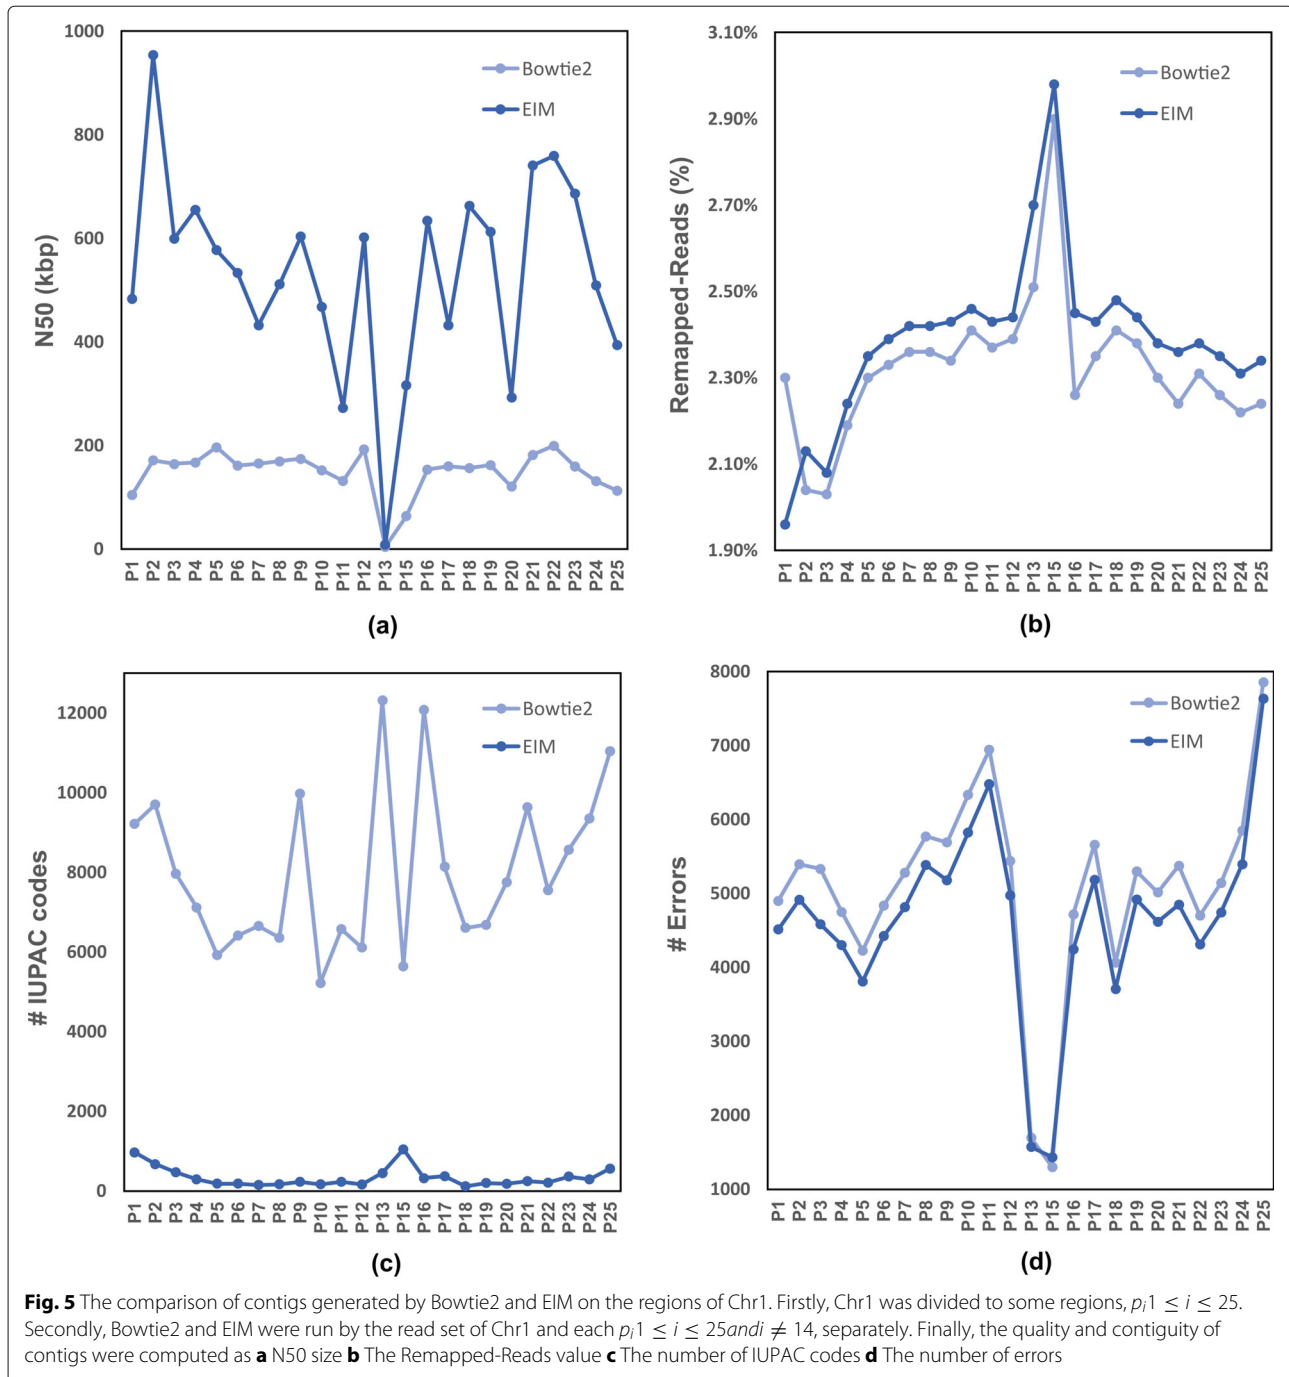 1000
800
600
400
200
0
N50 (kbp)
Bowtie2
EIM
P1 P2 P3 P4 P5 P6 P7 P8 P9 P10 P11 P12 P13 P15 P16 P17 P18 P19 P20 P21 P22 P23 P24 P25
(a)
3.10%
2.90%
2.70%
2.50%
2.30%
2.10%
1.90%
Remapped-Reads (%)
Bowtie2
EIM
P1 P2 P3 P4 P5 P6 P7 P8 P9 P10 P11 P12 P13 P15 P16 P17 P18 P19 P20 P21 P22 P23 P24 P25
(b)
12000
10000
8000
6000
4000
2000
0
# IUPAC codes
Bowtie2
EIM
P1 P2 P3 P4 P5 P6 P7 P8 P9 P10 P11 P12 P13 P15 P16 P17 P18 P19 P20 P21 P22 P23 P24 P25
(c)
8000
7000
6000
5000
4000
3000
2000
1000
# Errors
Bowtie2
EIM
P1 P2 P3 P4 P5 P6 P7 P8 P9 P10 P11 P12 P13 P15 P16 P17 P18 P19 P20 P21 P22 P23 P24 P25
(d)
Fig. 5 The comparison of contigs generated by Bowtie2 and EIM on the regions of Chr1. Firstly, Chr1 was divided to some regions, pᵢ1 ≤ i ≤ 25.
Secondly, Bowtie2 and EIM were run by the read set of Chr1 and each pᵢ1 ≤ i ≤ 25andi ≠ 14, separately. Finally, the quality and contiguity of
contigs were computed as a N50 size b The Remapped-Reads value c The number of IUPAC codes d The number of errors